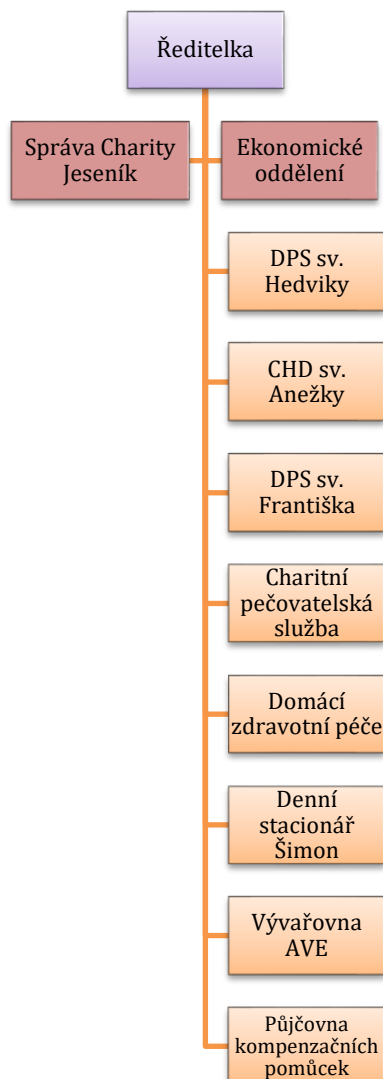 Ředitelka
Správa Charity
Jeseník
Ekonomické
oddělení
DPS sv.
Hedviky
CHD sv.
Anežky
DPS sv.
Františka
Charitní
pečovatelská
služba
Domácí
zdravotní péče
Denní
stacionář
Šimon
Vývařovna
AVE
Půjčovna
kompenzačních
pomůcek